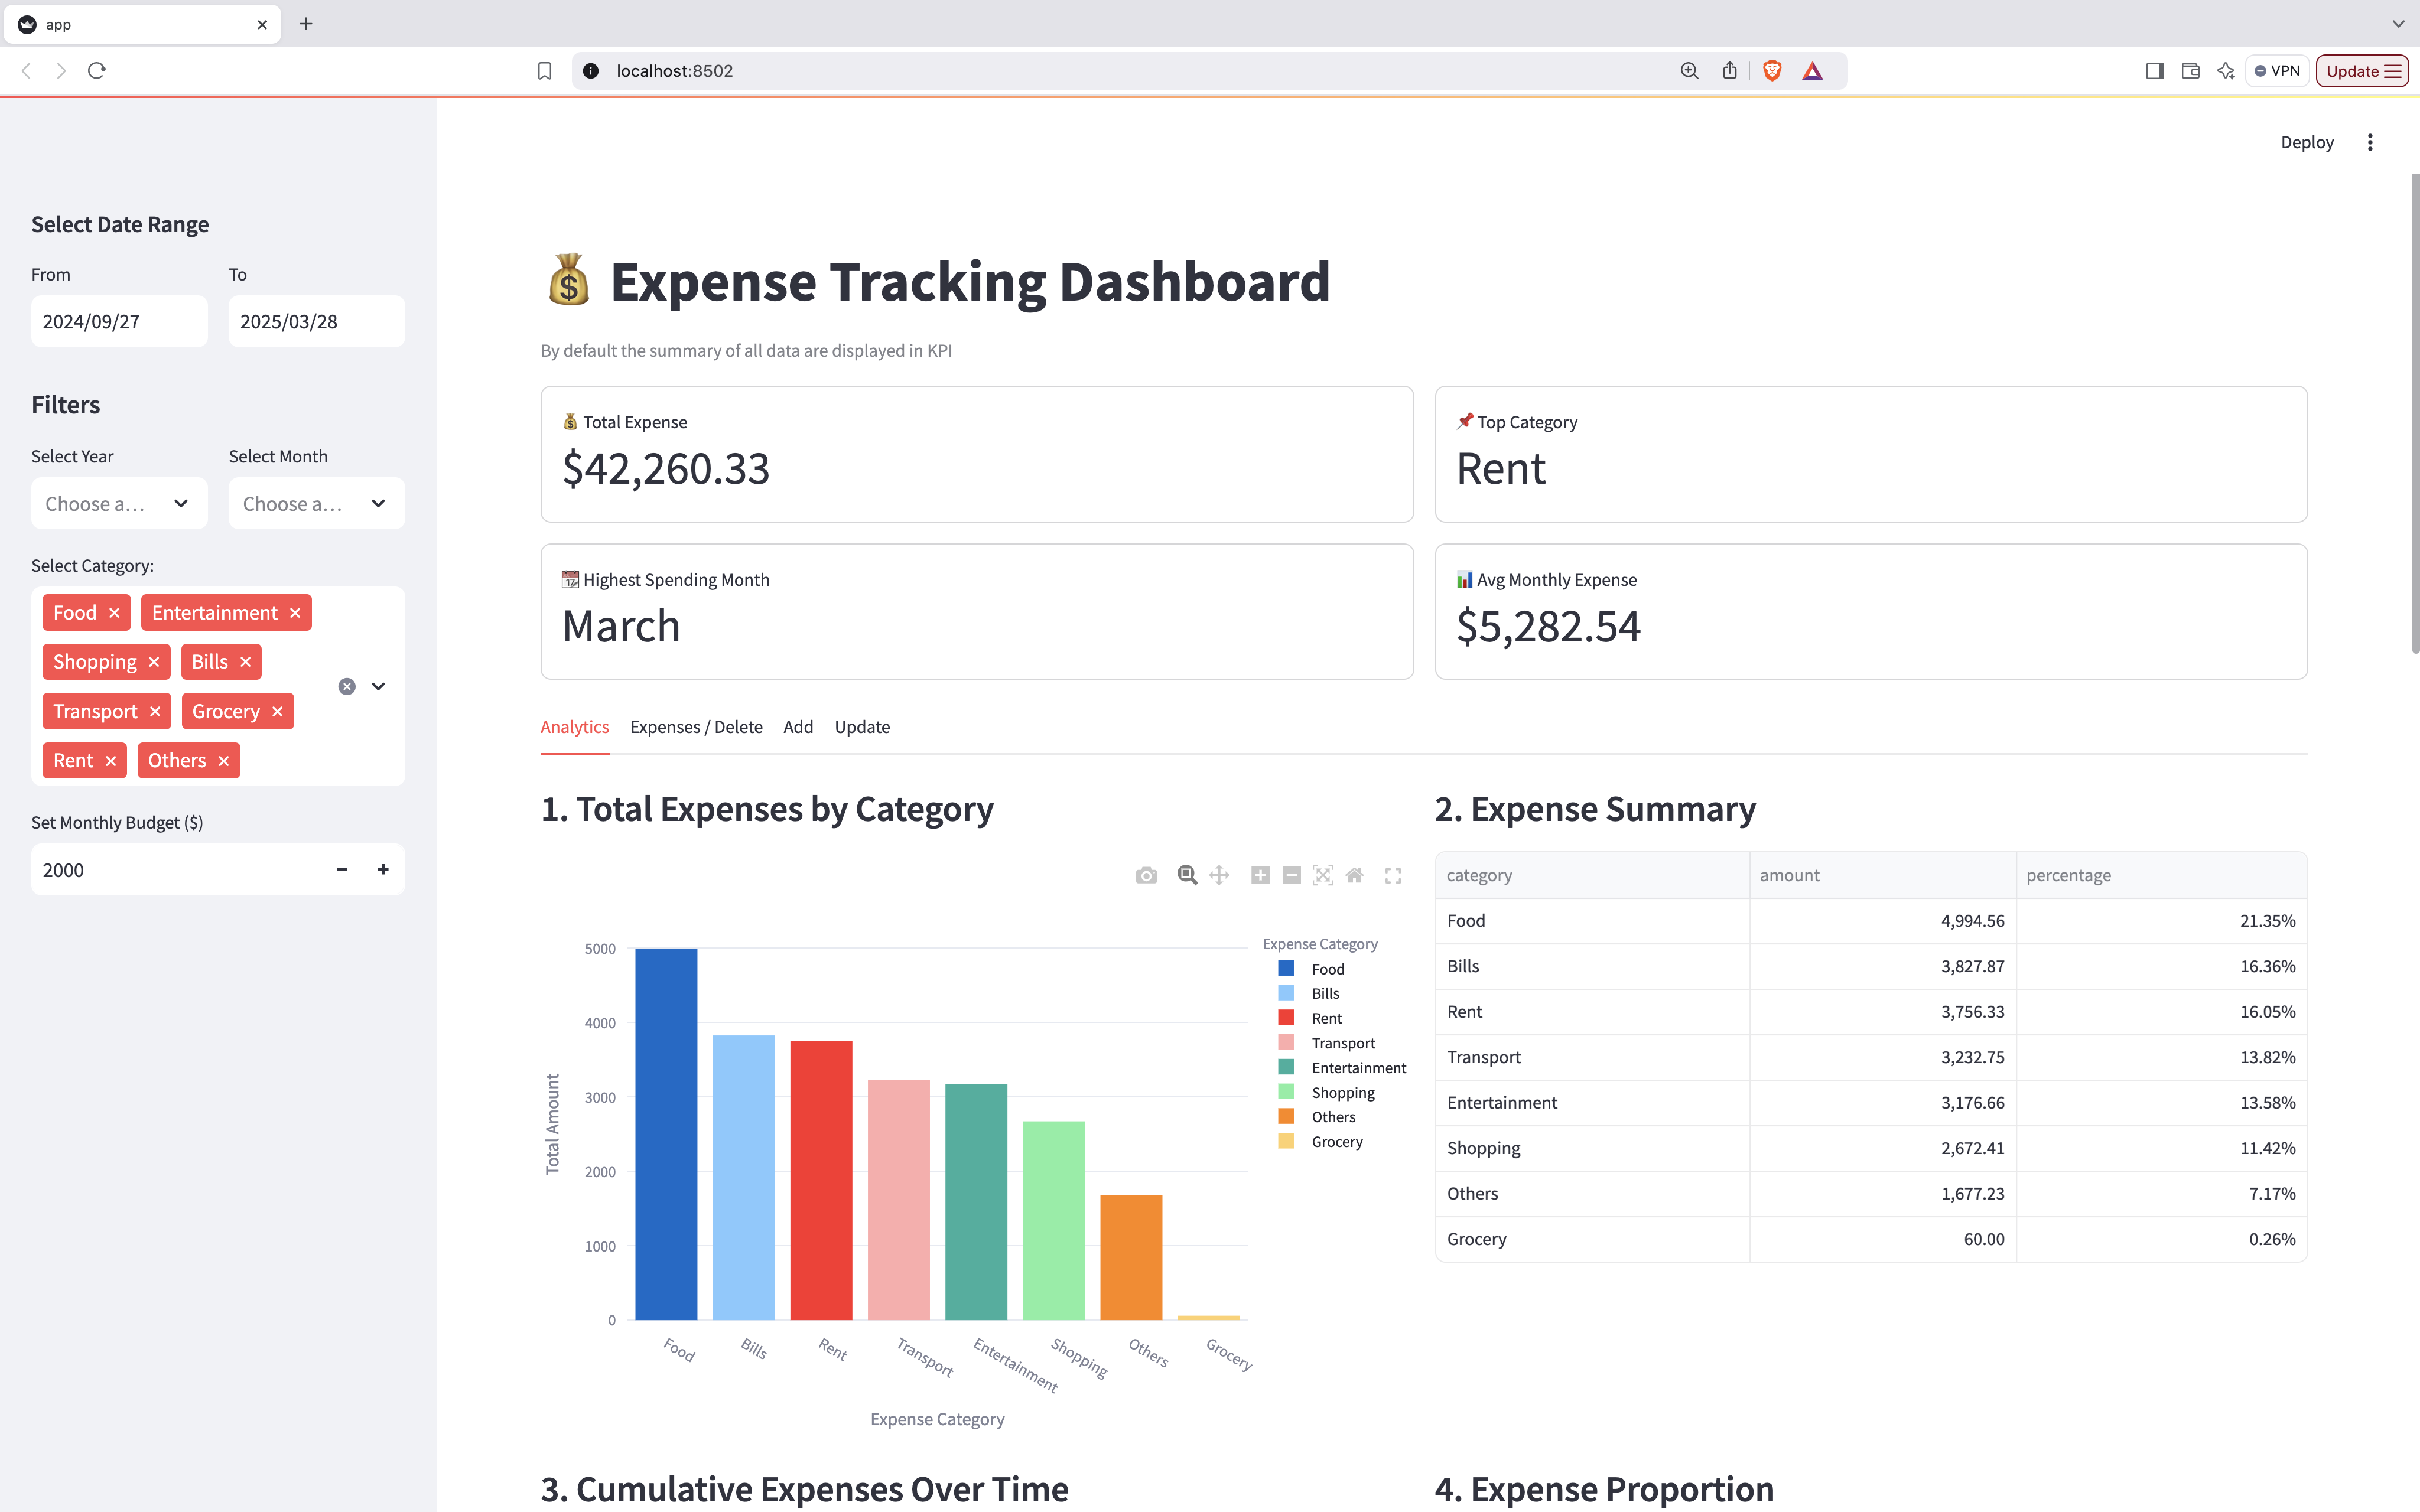 app
localhost:8502
VPN
Update
Deploy
Select Date Range
From
To
2024/09/27
2025/03/28
Filters
Select Year
Select Month
Choose a...
Choose a...
Select Category:
Food
Entertainment
Shopping
Bills
Transport
Grocery
Rent
Others
Set Monthly Budget ($)
2000
Expense Tracking Dashboard
By default the summary of all data are displayed in KPI
Total Expense
$42,260.33
Top Category
Rent
Highest Spending Month
March
Avg Monthly Expense
$5,282.54
Analytics
Expenses / Delete
Add
Update
1. Total Expenses by Category
5000
4000
3000
2000
1000
0
Total Amount
Food
Bills
Rent
Transport
Entertainment
Shopping
Others
Grocery
Expense Category
Expense Category
Food
Bills
Rent
Transport
Entertainment
Shopping
Others
Grocery
2. Expense Summary
category amount percentage
Food 4,994.56 21.35%
Bills 3,827.87 16.36%
Rent 3,756.33 16.05%
Transport 3,232.75 13.82%
Entertainment 3,176.66 13.58%
Shopping 2,672.41 11.42%
Others 1,677.23 7.17%
Grocery 60.00 0.26%
3. Cumulative Expenses Over Time
4. Expense Proportion